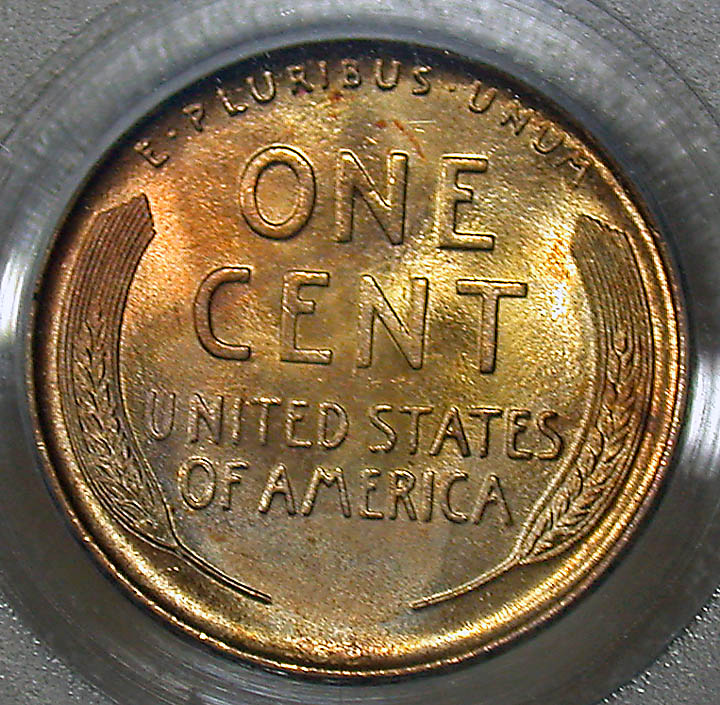 E·PLURIBUS·UNUM
ONE
CENT
UNITED STATES
OF AMERICA